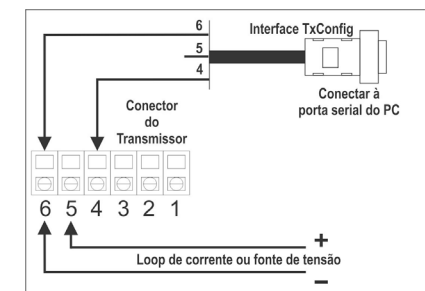 6
Interface TxConfig
5
4
Conectar à
porta serial do PC
Conector
do
Transmissor
6 5 4 3 2 1
+
Loop de corrente ou fonte de tensão
–